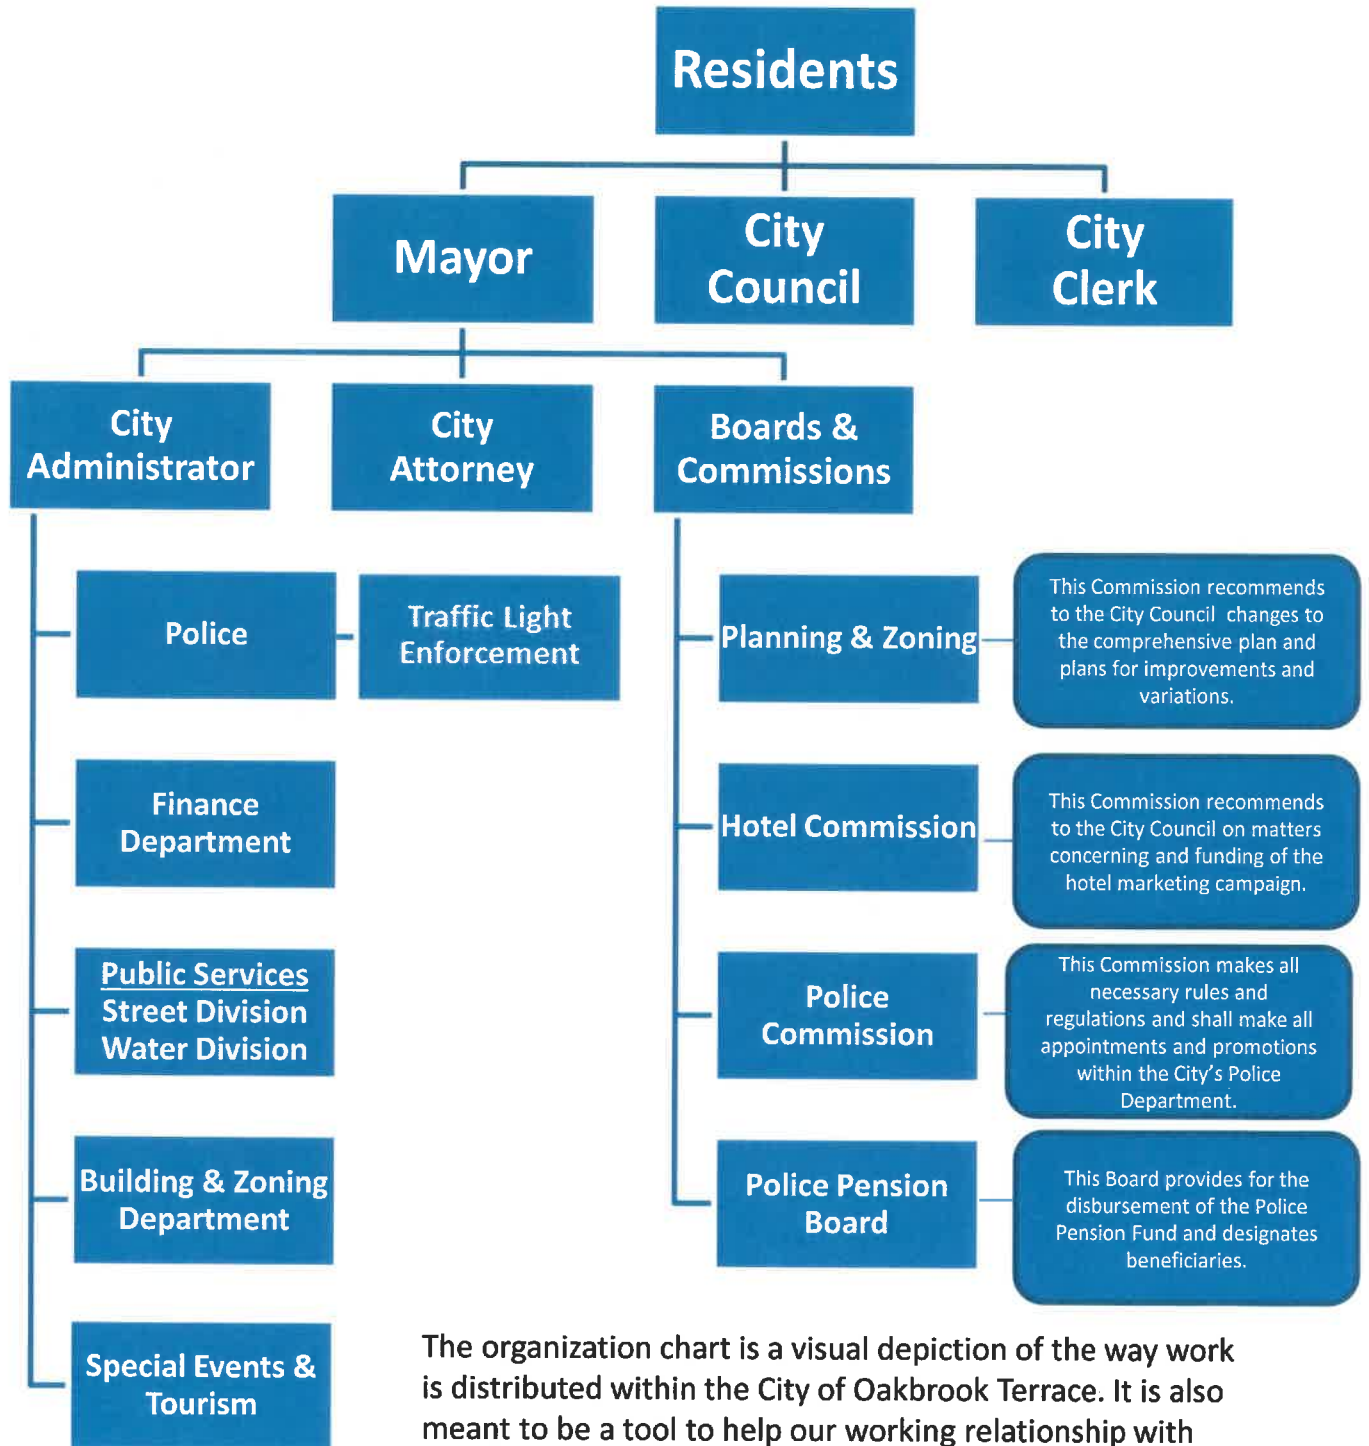 Residents
Mayor
City
Council
City
Clerk
City
Administrator
City
Attorney
Boards &
Commissions
Police
Traffic Light
Enforcement
Finance
Department
Public Services
Street Division
Water Division
Building & Zoning
Department
Special Events &
Tourism
Planning & Zoning
This Commission recommends
to the City Council changes to
the comprehensive plan and
plans for improvements and
variations.
Hotel Commission
This Commission recommends
to the City Council on matters
concerning and funding of the
hotel marketing campaign.
Police
Commission
This Commission makes all
necessary rules and
regulations and shall make all
appointments and promotions
within the City's Police
Department.
Police Pension
Board
This Board provides for the
disbursement of the Police
Pension Fund and designates
beneficiaries.
The organization chart is a visual depiction of the way work
is distributed within the City of Oakbrook Terrace. It is also
meant to be a tool to help our working relationship with